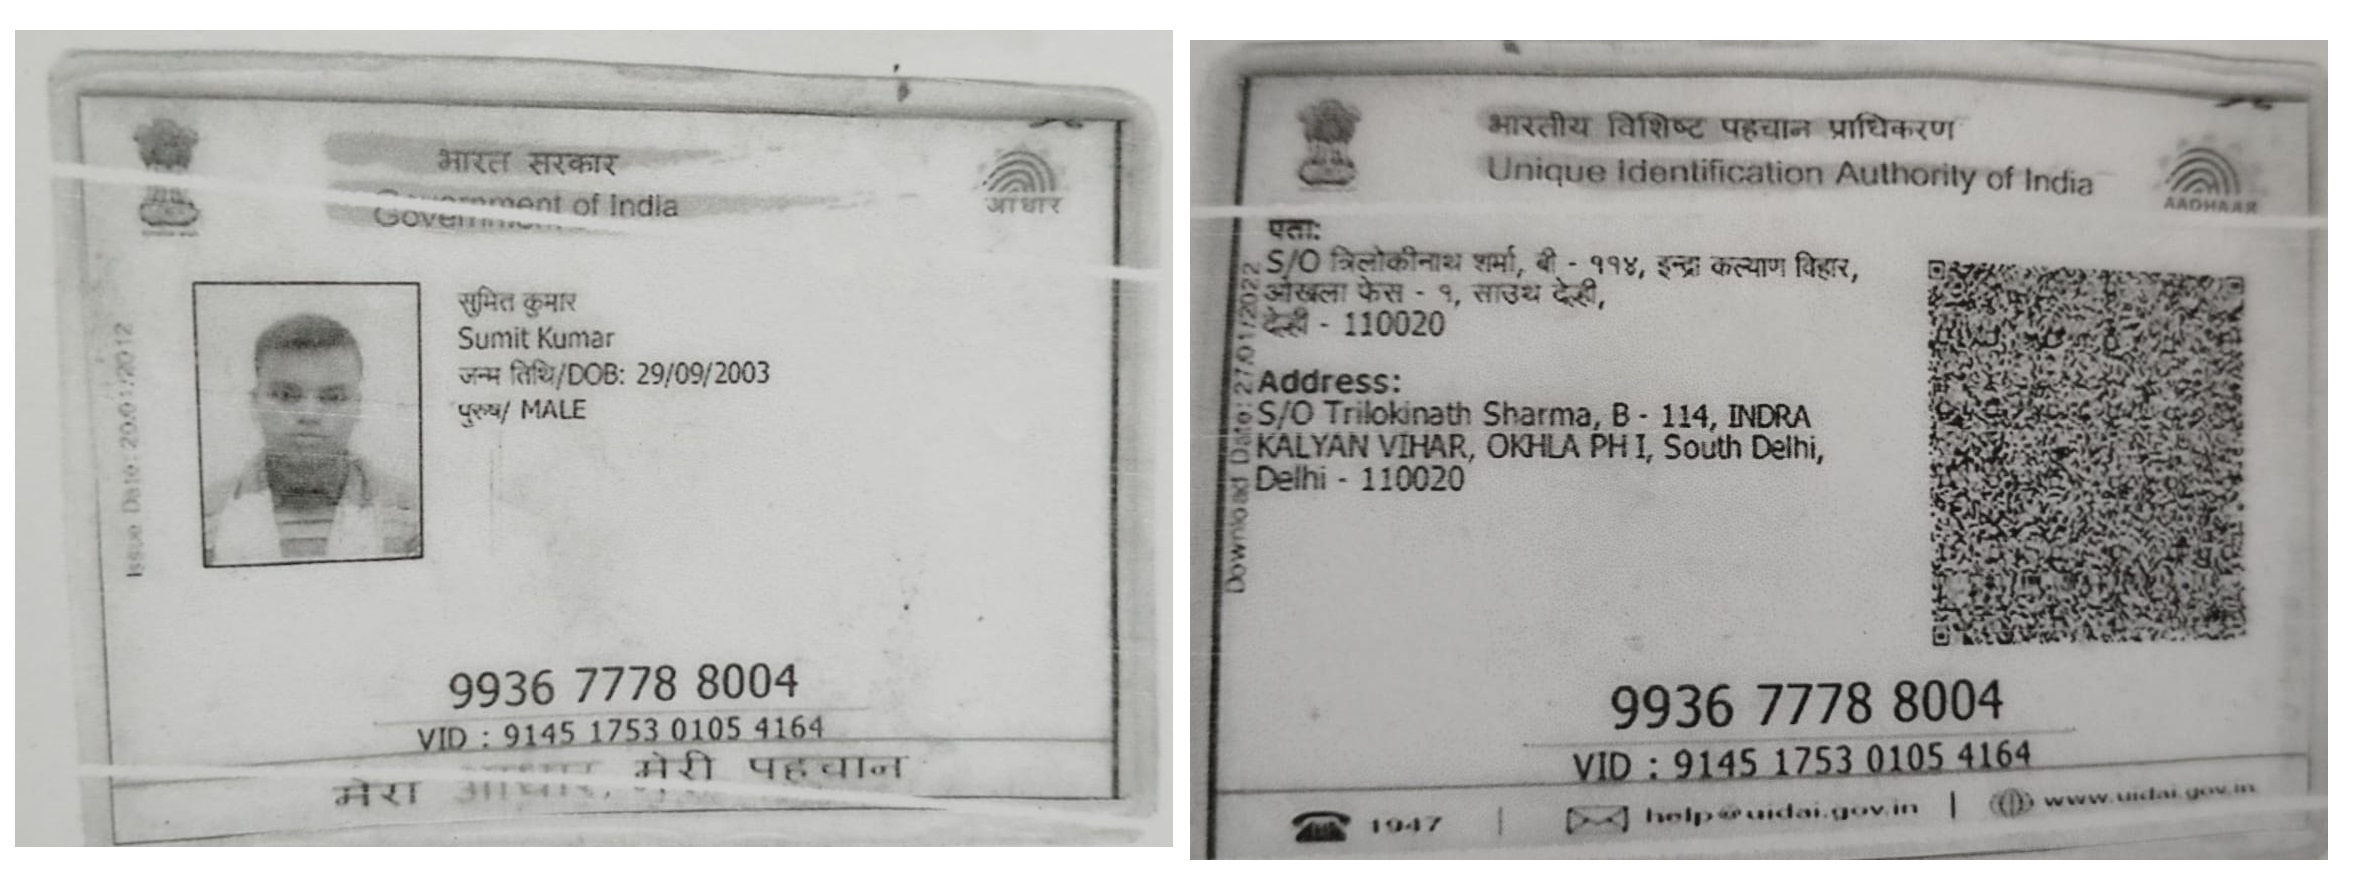 भारत सरकार
Government of India
आधार
Issue Date: 20/01/2012
सुमित कुमार
Sumit Kumar
जन्म तिथि/DOB: 29/09/2003
पुरुष/ MALE
9936 7778 8004
VID : 9145 1753 0105 4164
मेरा आधार, मेरी पहचान
भारतीय विशिष्ट पहचान प्राधिकरण
Unique Identification Authority of India
AADHAAR
Download Date: 27/01/2022
पता:
S/O त्रिलोकीनाथ शर्मा, बी - ११४, इन्द्रा कल्याण विहार,
ओखला फेस - १, साउथ देल्ही,
देल्ही - 110020
Address:
S/O Trilokinath Sharma, B - 114, INDRA
KALYAN VIHAR, OKHLA PH I, South Delhi,
Delhi - 110020
9936 7778 8004
VID : 9145 1753 0105 4164
1947 | help@uidai.gov.in | www.uidai.gov.in